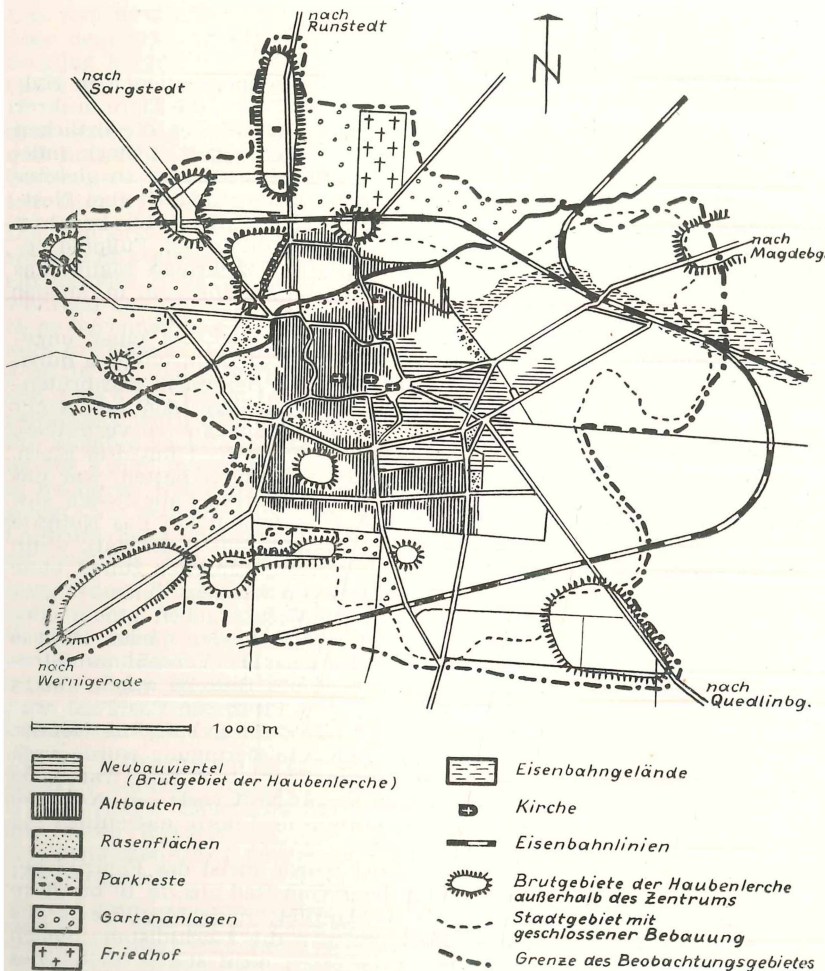 nach
Runstedt
N
nach
Sargstedt
nach
Magdebg.
Holtemme
nach
Wernigerode
nach
Quedlinbg.
1000 m
Neubauviertel
(Brutgebiet der Haubenlerche)
Altbauten
Rasenflächen
Parkreste
Gartenanlagen
Friedhof
Eisenbahngelände
Kirche
Eisenbahnlinien
Brutgebiete der Haubenlerche
außerhalb des Zentrums
Stadtgebiet mit
geschlossener Bebauung
Grenze des Beobachtungsgebietes